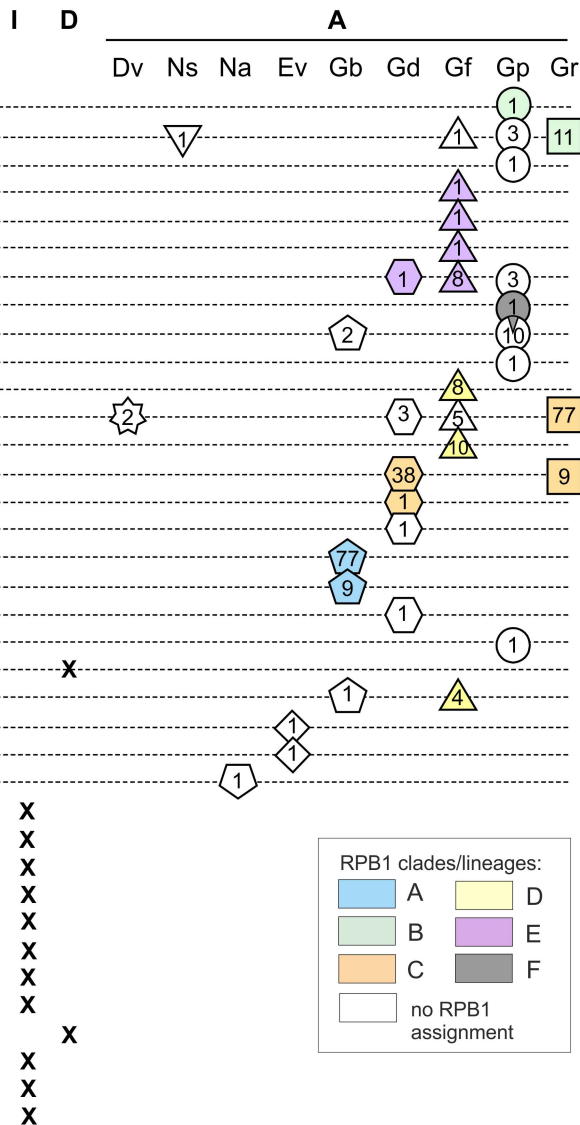 I D A
Dv Ns Na Ev Gb Gd Gf Gp Gr
1
1 1 3 11
1
1
1
1
1 8 3
1
2 10
1
8
2 3 5 77
10
38 9
1
1
77
9
1
1
X
1 4
1
1
1
X
X
X
X
X
X
X
X
X
X
X
X
RPB1 clades/lineages:
A D
B E
C F
no RPB1
assignment